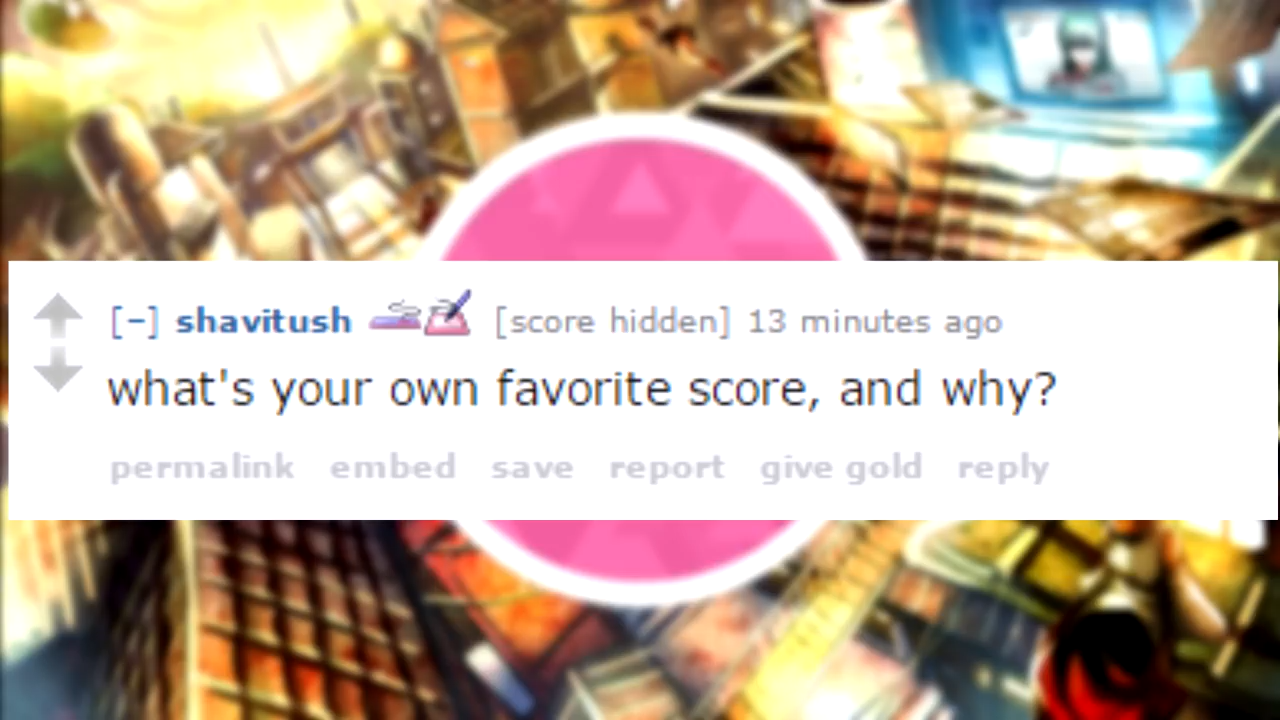 [–] shavitush [score hidden] 13 minutes ago
what's your own favorite score, and why?
permalink embed save report give gold reply